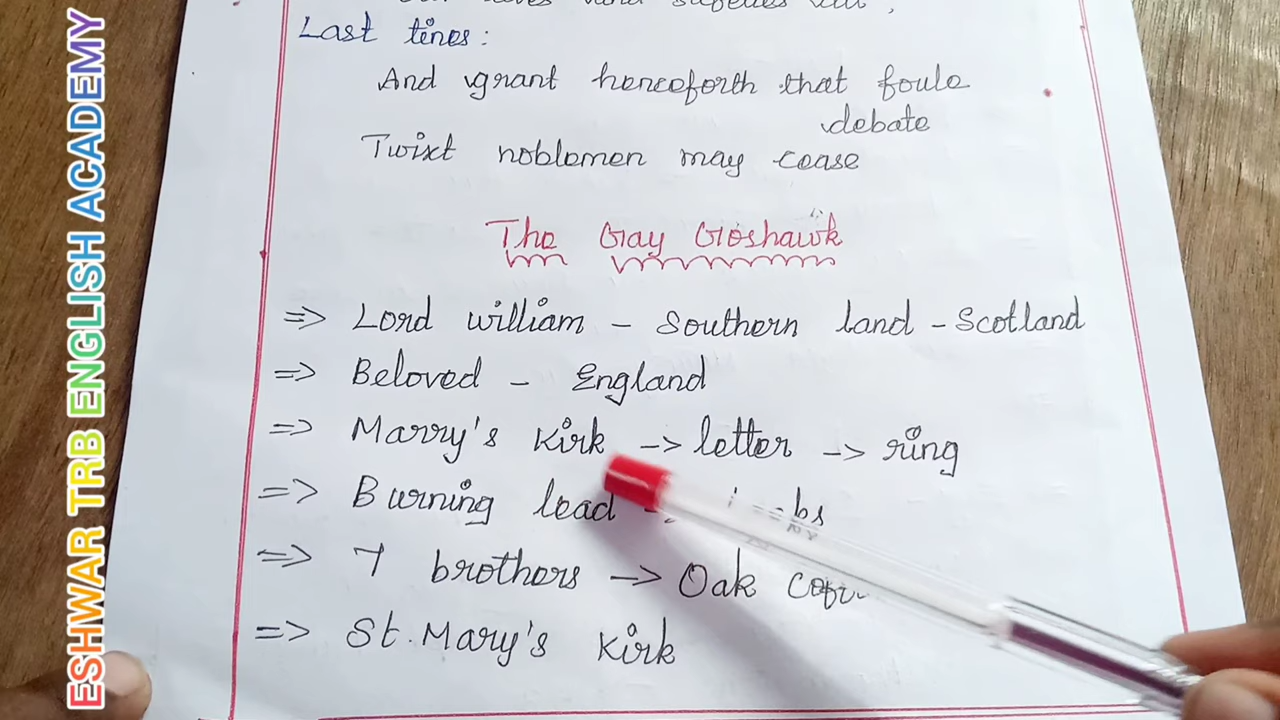 Last lines:
And grant henceforth that foule
debate
Twixt noblemen may cease
The Gay Goshawk
=> Lord william - Southern land - Scotland
=> Beloved - England
=> Marry's Kirk -> letter -> ring
=> Burning lead
=> 7 brothers -> Oak
=> St. Mary's Kirk
ESHWAR TRB ENGLISH ACADEMY